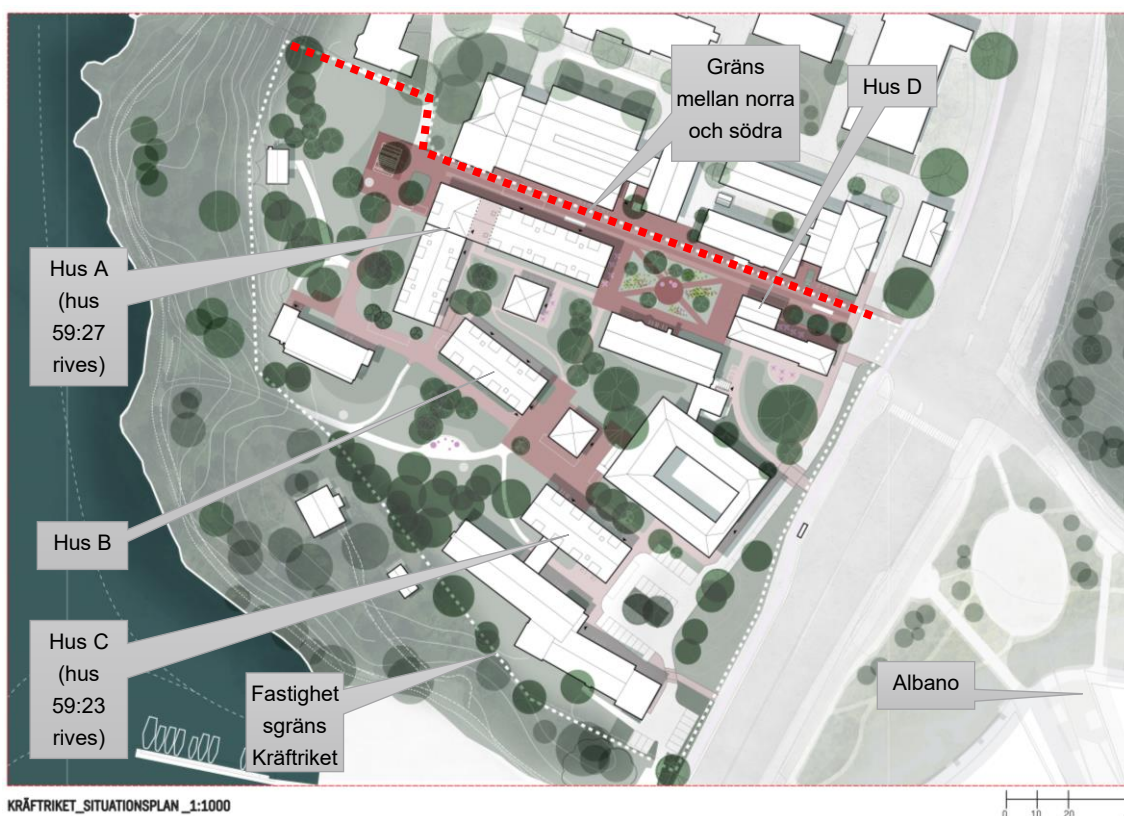 Gräns
mellan norra
och södra
Hus D
Hus A
(hus
59:27
rives)
Hus B
Hus C
(hus
59:23
rives)
Fastighet
sgräns
Kräftriket
Albano
KRÄFTRIKET_SITUATIONSPLAN _1:1000
0 10 20